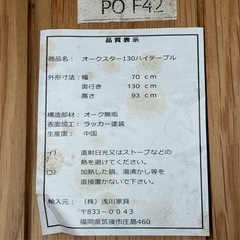 PO F42
品質表示
商品名： オークスター130ハイテーブル
外形寸法：幅 70 cm
奥行き 130 cm
高さ 93 cm
構造部材： オーク無垢
表面加工： ラッカー塗装
生産国： 中国
イ） 直射日光又はストーブなどの
熱を避けてください。
ロ） 加熱した鍋、湯沸かし等を
直接置かないで下さい。
輸入元： （株）浅川家具
〒833－0043
福岡県筑後市庄島460